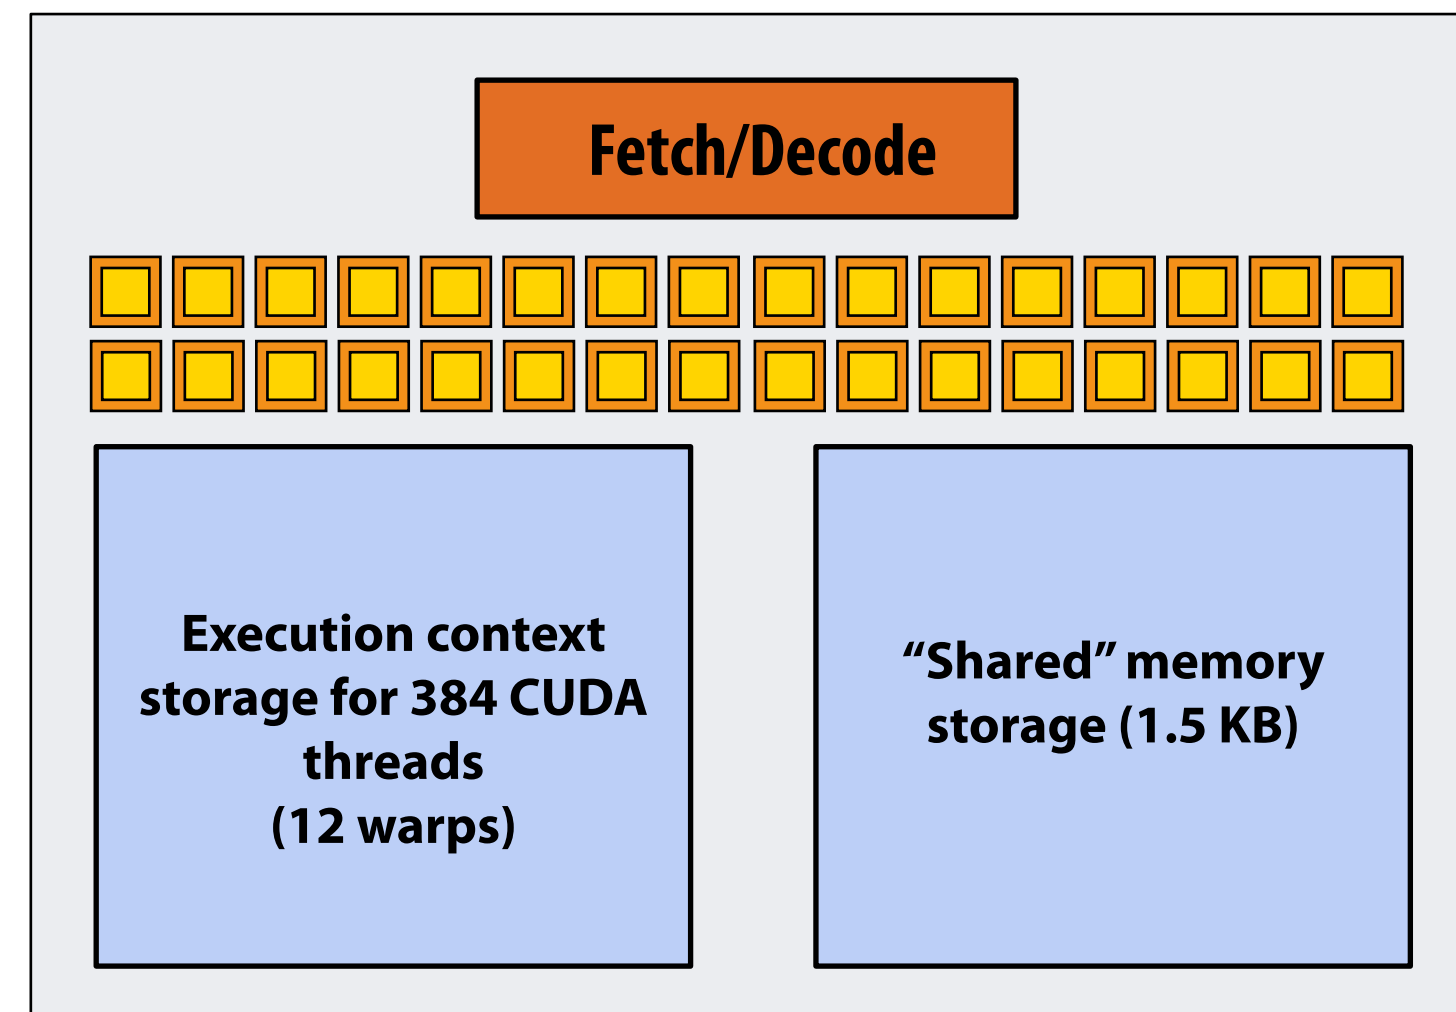 Fetch/Decode
Execution context
storage for 384 CUDA
threads
(12 warps)
“Shared” memory
storage (1.5 KB)